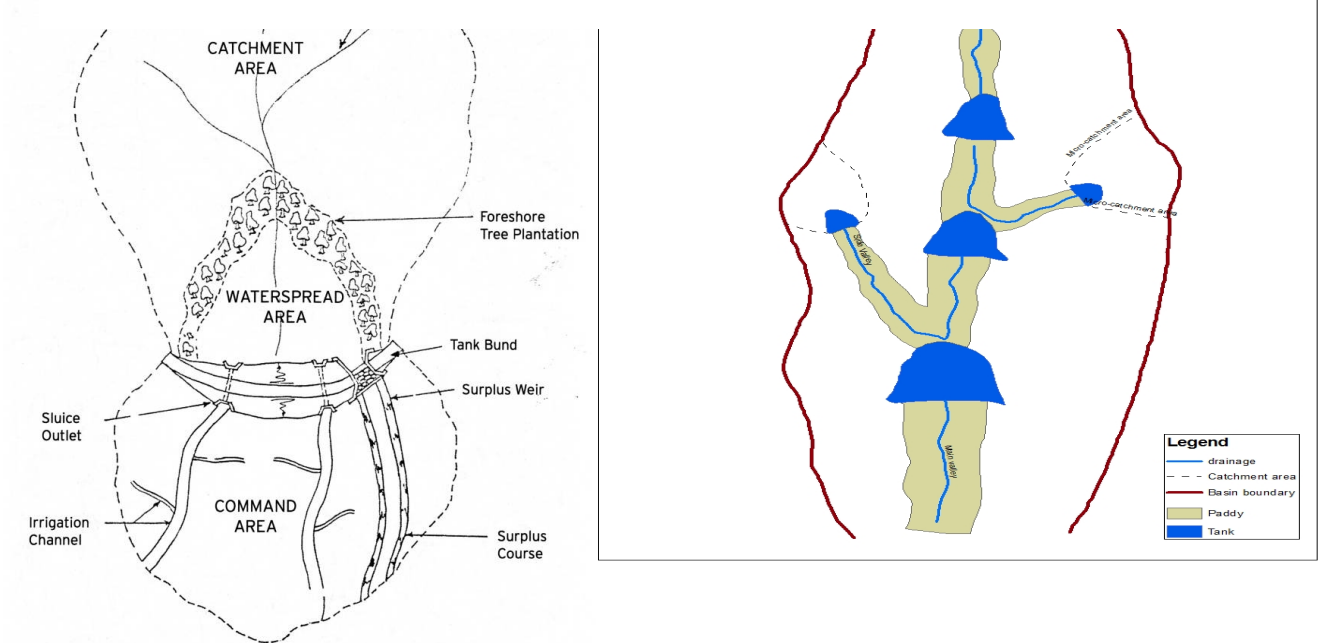 CATCHMENT
AREA
Foreshore
Tree Plantation
WATERSPREAD
AREA
Tank Bund
Surplus Weir
Sluice
Outlet
COMMAND
AREA
Irrigation
Channel
Surplus
Course
Micro-catchment area
Micro-catchment area
Side Valley
Main valley
Legend
drainage
Catchment area
Basin boundary
Paddy
Tank